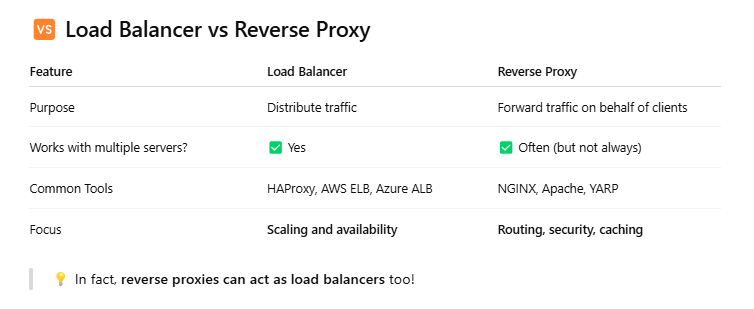 VS Load Balancer vs Reverse Proxy
Feature Load Balancer Reverse Proxy
Purpose Distribute traffic Forward traffic on behalf of clients
Works with multiple servers? ✅ Yes ✅ Often (but not always)
Common Tools HAProxy, AWS ELB, Azure ALB NGINX, Apache, YARP
Focus Scaling and availability Routing, security, caching
💡 In fact, reverse proxies can act as load balancers too!